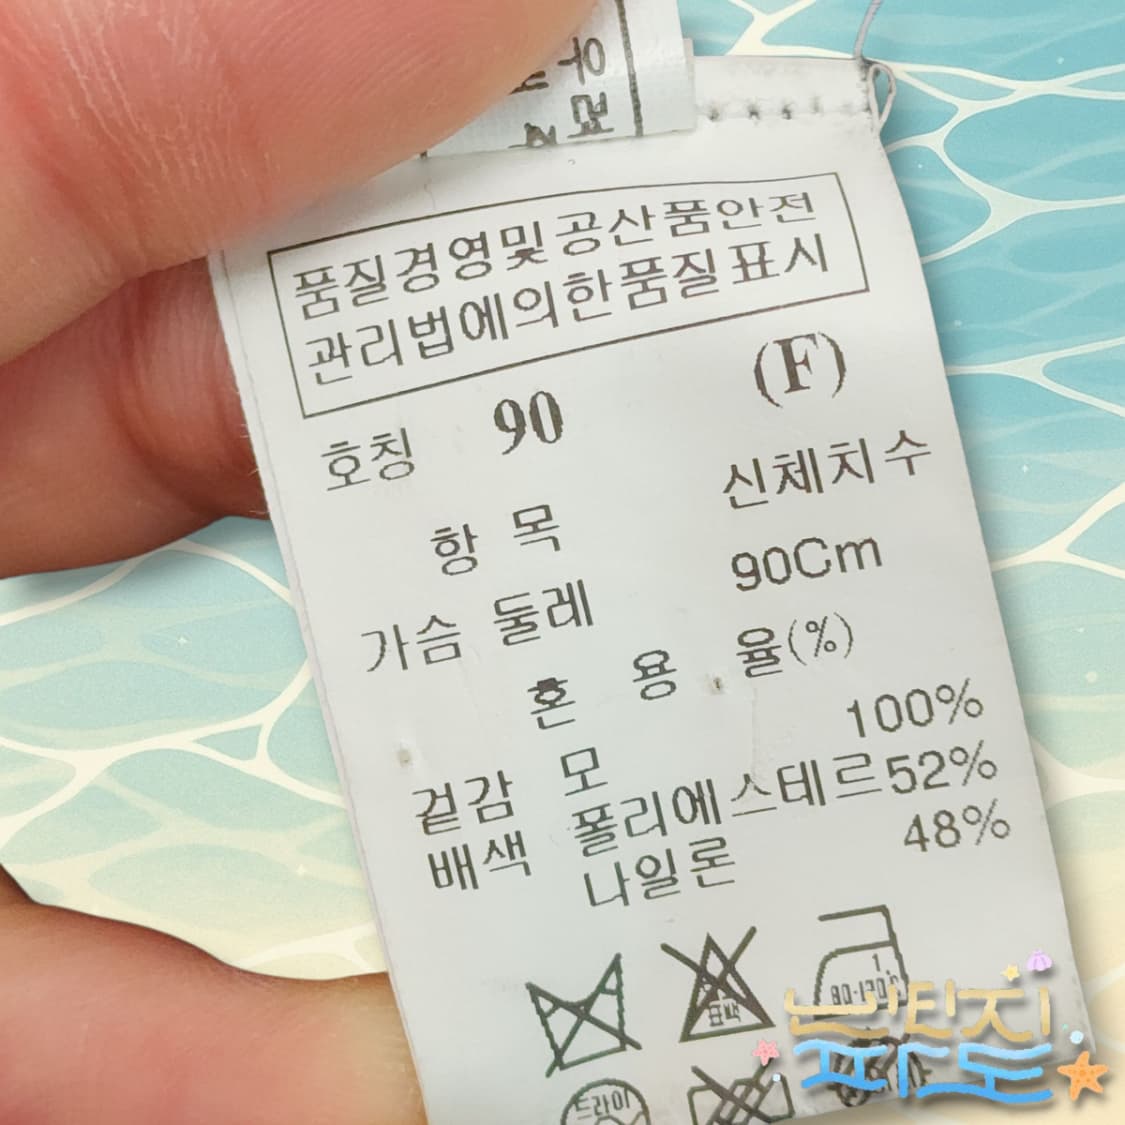 품질경영및공산품안전
관리법에의한품질표시
호칭 90 (F)
항 목 신체치수
가슴 둘레 90Cm
혼 용 율(%)
겉감 모 100%
배색 폴리에스테르52%
나일론 48%
표백
드라이
빈티지
파도